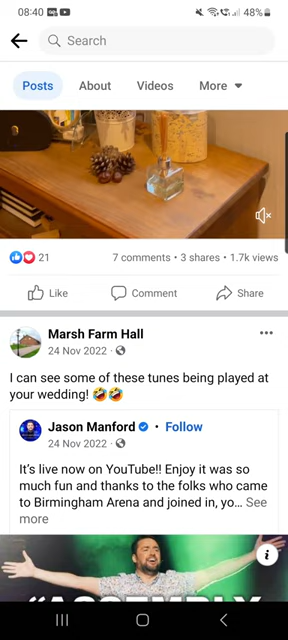 08:40
48%
Search
Posts
About
Videos
More
21
7 comments • 3 shares • 1.7k views
Like
Comment
Share
Marsh Farm Hall
24 Nov 2022 •
I can see some of these tunes being played at
your wedding! 🤣🤣
Jason Manford • Follow
24 Nov 2022 •
It's live now on YouTube!! Enjoy it was so
much fun and thanks to the folks who came
to Birmingham Arena and joined in, yo... See
more
"ASSEMBLY